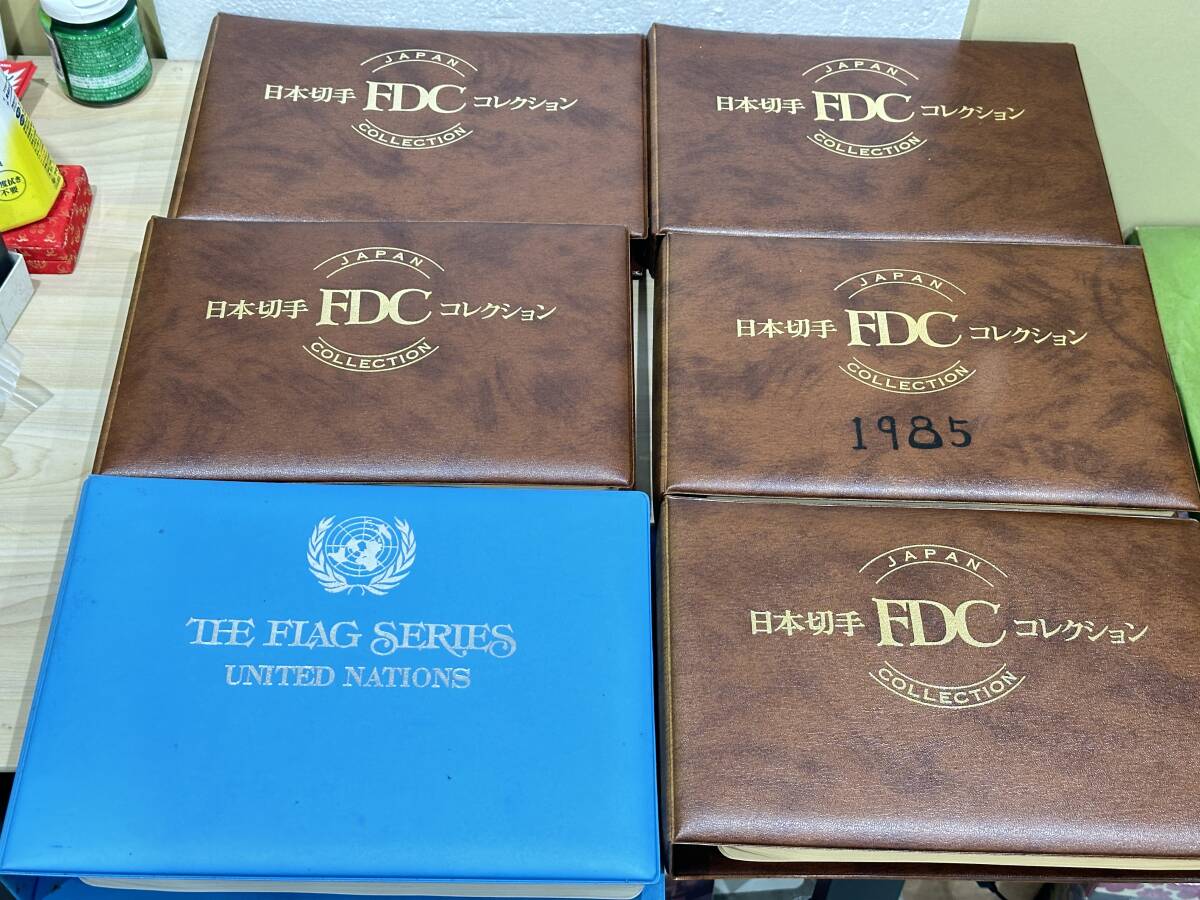 JAPAN
日本切手 FDC コレクション
COLLECTION
JAPAN
日本切手 FDC コレクション
COLLECTION
JAPAN
日本切手 FDC コレクション
COLLECTION
JAPAN
日本切手 FDC コレクション
COLLECTION
1985
THE FLAG SERIES
UNITED NATIONS
JAPAN
日本切手 FDC コレクション
COLLECTION
不要